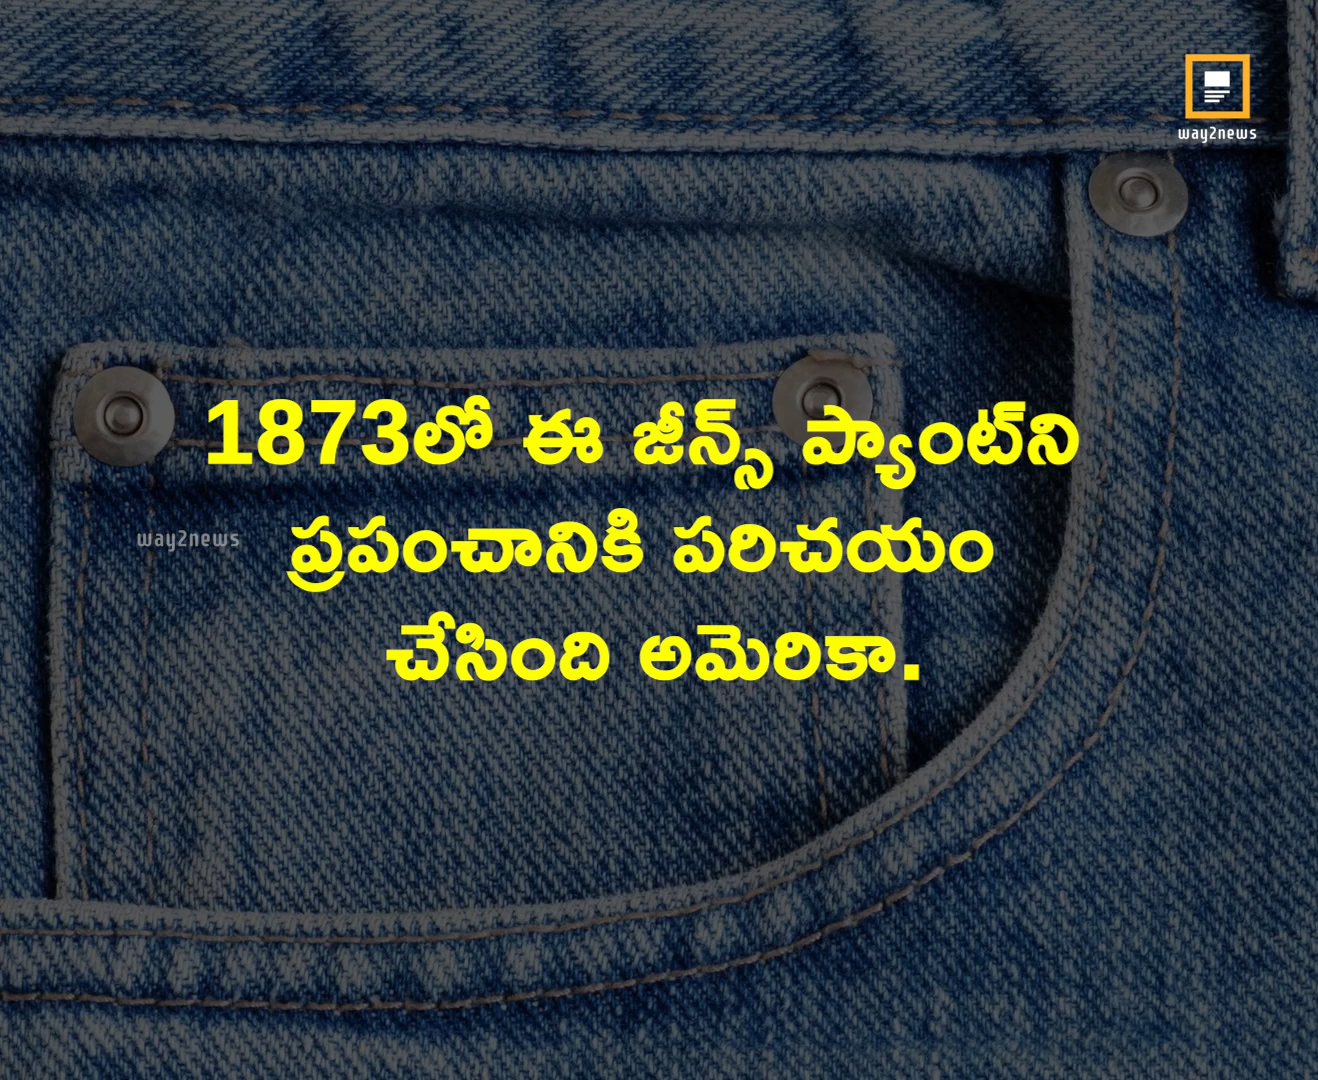 way2news
1873లో ఈ జీన్స్ ప్యాంట్‌ని
way2news
ప్రపంచానికి పరిచయం
చేసింది అమెరికా.